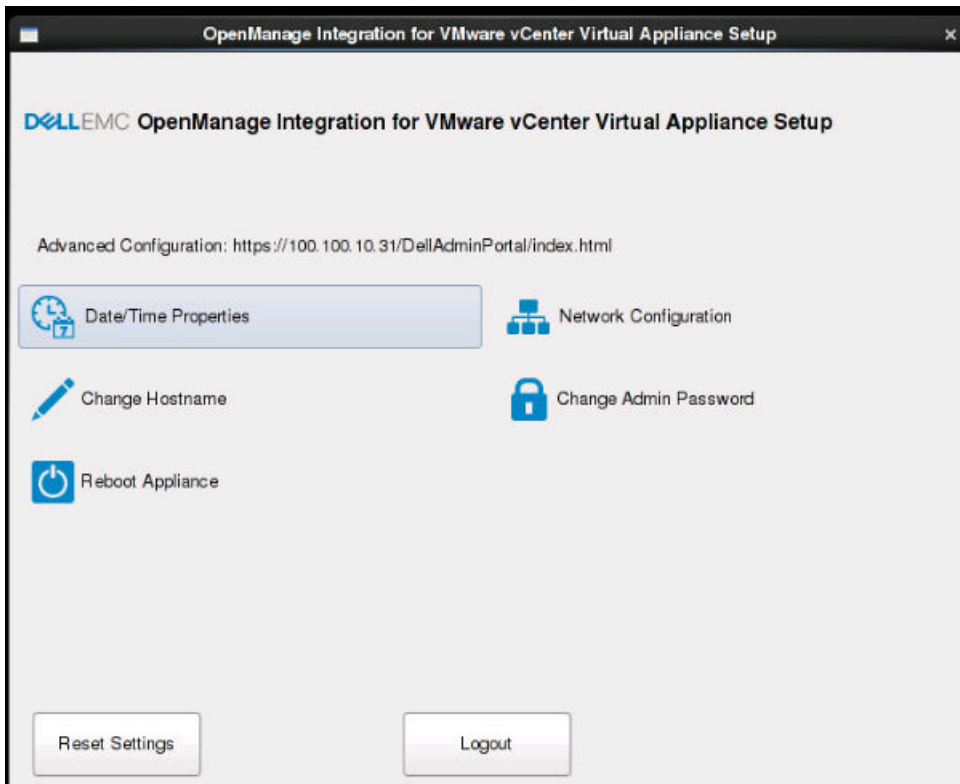 OpenManage Integration for VMware vCenter Virtual Appliance Setup
DELLEMC OpenManage Integration for VMware vCenter Virtual Appliance Setup
Advanced Configuration: https://100.100.10.31/DellAdminPortal/index.html
7 Date/Time Properties
Network Configuration
Change Hostname
Change Admin Password
Reboot Appliance
Reset Settings
Logout